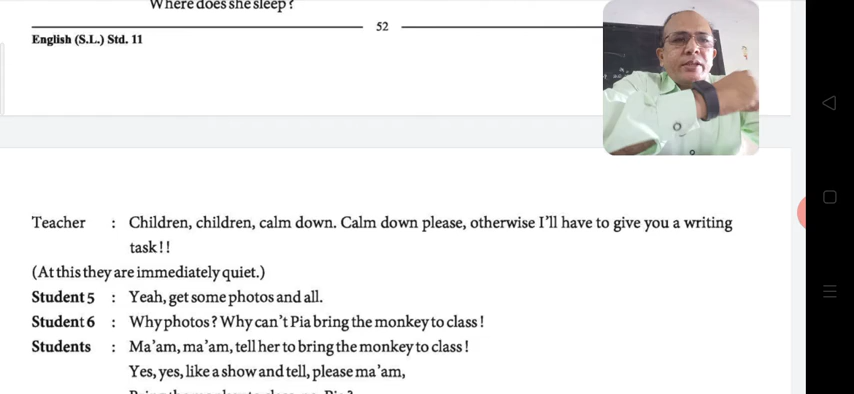 Where does she sleep?
52
English (S.L.) Std. 11
Teacher : Children, children, calm down. Calm down please, otherwise I'll have to give you a writing
task!!
(At this they are immediately quiet.)
Student 5 : Yeah, get some photos and all.
Student 6 : Why photos? Why can't Pia bring the monkey to class!
Students : Ma'am, ma'am, tell her to bring the monkey to class!
Yes, yes, like a show and tell, please ma'am,